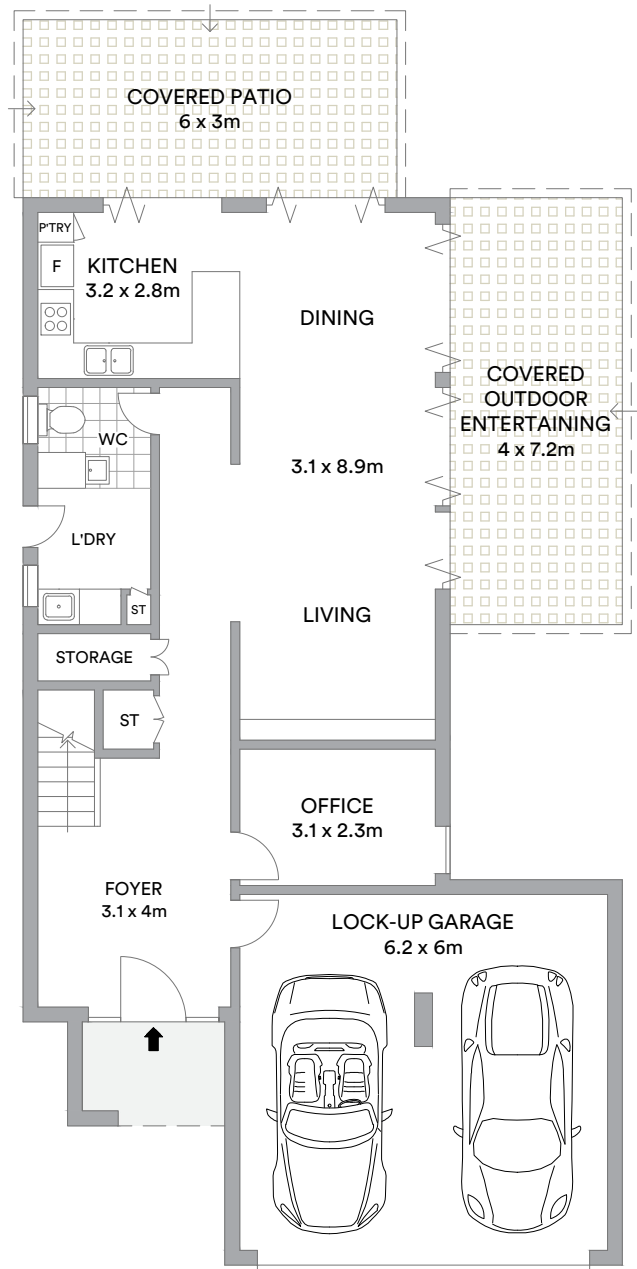 COVERED PATIO
6 x 3m
P'TRY
F
KITCHEN
3.2 x 2.8m
DINING
COVERED
OUTDOOR
ENTERTAINING
4 x 7.2m
WC
3.1 x 8.9m
L'DRY
ST
LIVING
STORAGE
ST
OFFICE
3.1 x 2.3m
FOYER
3.1 x 4m
LOCK-UP GARAGE
6.2 x 6m